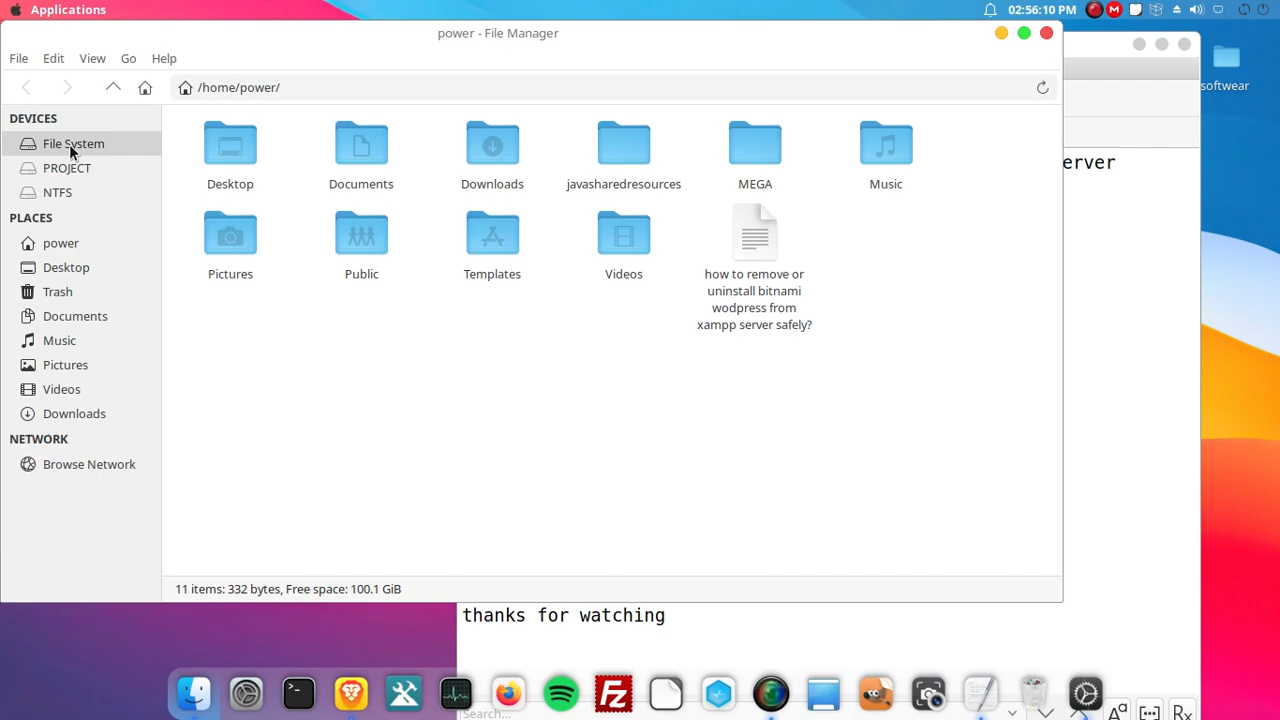 Applications
02:56:10 PM
power - File Manager
File Edit View Go Help
/home/power/
DEVICES
File System
PROJECT
NTFS
PLACES
power
Desktop
Trash
Documents
Music
Pictures
Videos
Downloads
NETWORK
Browse Network
Desktop
Documents
Downloads
javasharedresources
MEGA
Music
Pictures
Public
Templates
Videos
how to remove or
uninstall bitnami
wodpress from
xampp server safely?
11 items: 332 bytes, Free space: 100.1 GiB
erver
softwear
thanks for watching
Search...